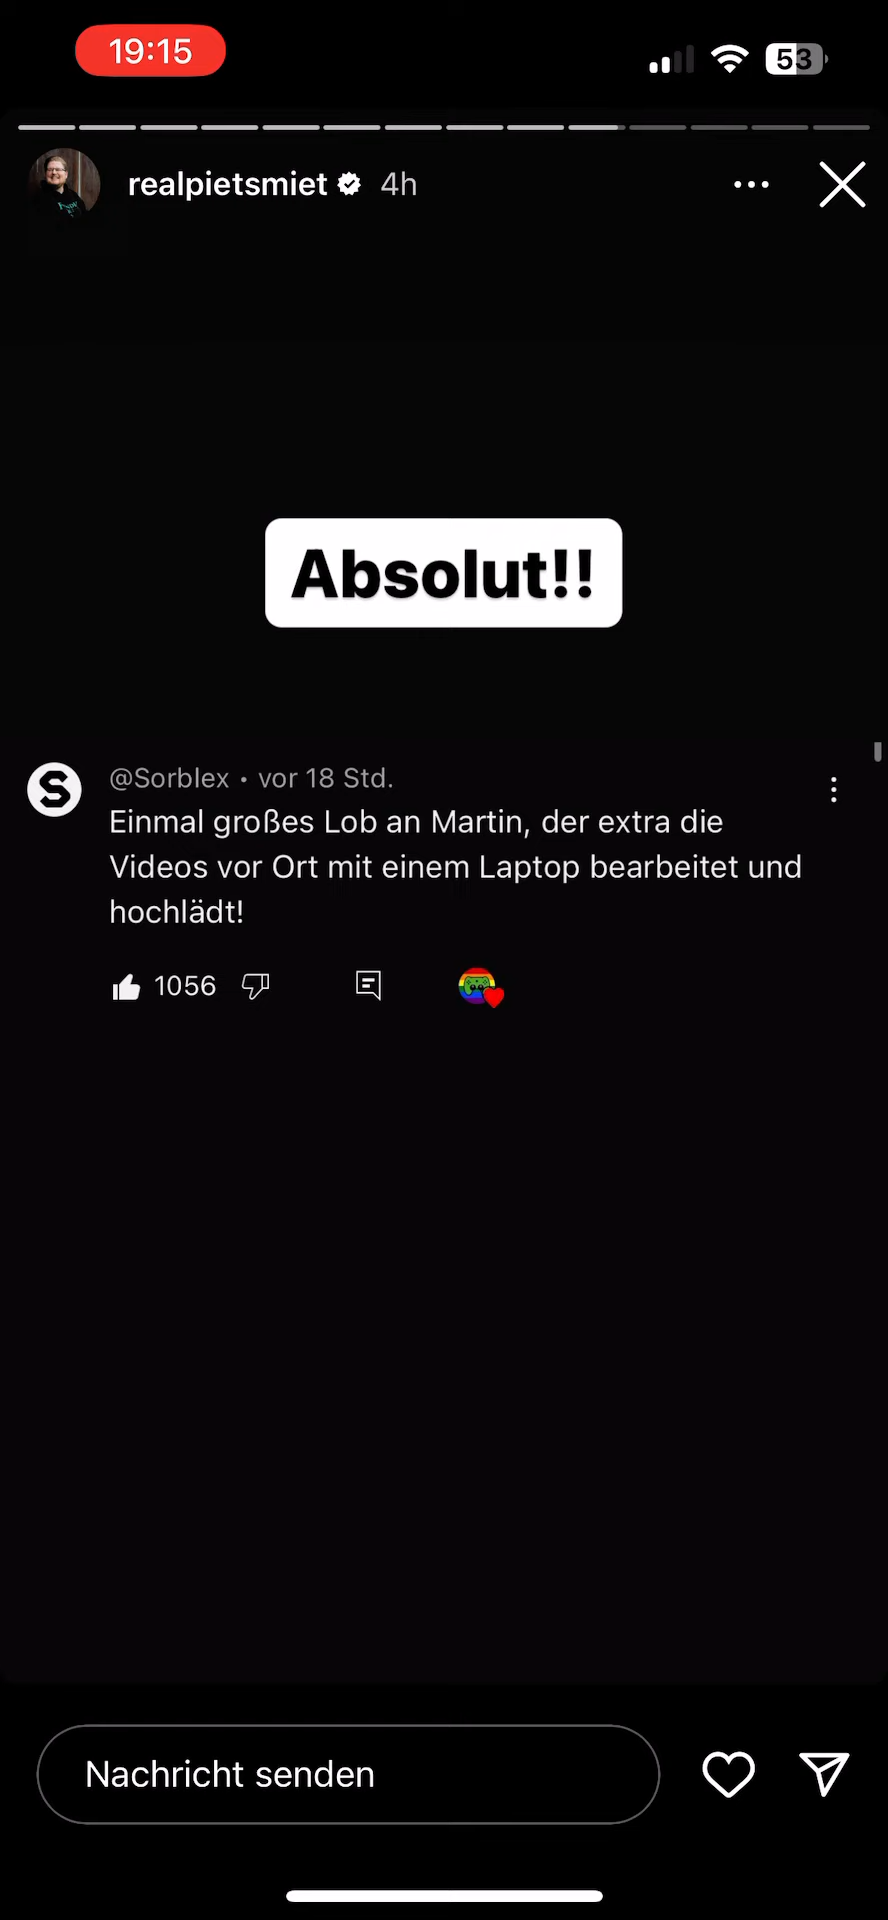 19:15
53
realpietsmiet 4h
Absolut!!
@Sorblex • vor 18 Std.
Einmal großes Lob an Martin, der extra die
Videos vor Ort mit einem Laptop bearbeitet und
hochlädt!
1056
Nachricht senden